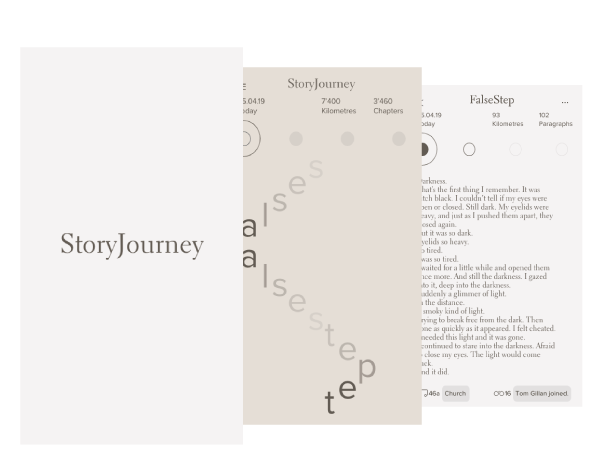 StoryJourney
StoryJourney
5.04.19 7'400 3'460
oday Kilometres Chapters
alses
alsestep
te
FalseStep ...
5.04.19 93 102
oday Kilometres Paragraphs
arkness.
hat's the first thing I remember. It was
tch black. I couldn't tell if my eyes were
en or closed. Still dark. My eyelids were
eavy, and just as I pushed them apart, they
osed again.
ut it was so dark.
yelids so heavy.
o tired.
was so tired.
waited for a little while and opened them
nce more. And still the darkness. I gazed
to it, deep into the darkness.
uddenly a glimmer of light.
the distance.
smoky kind of light.
rying to break free from the dark. Then
one as quickly as it appeared. I felt cheated.
needed this light and it was gone.
continued to stare into the darkness. Afraid
close my eyes. The light would come
ck
nd it did.
46a Church 16 Tom Gillan joined.